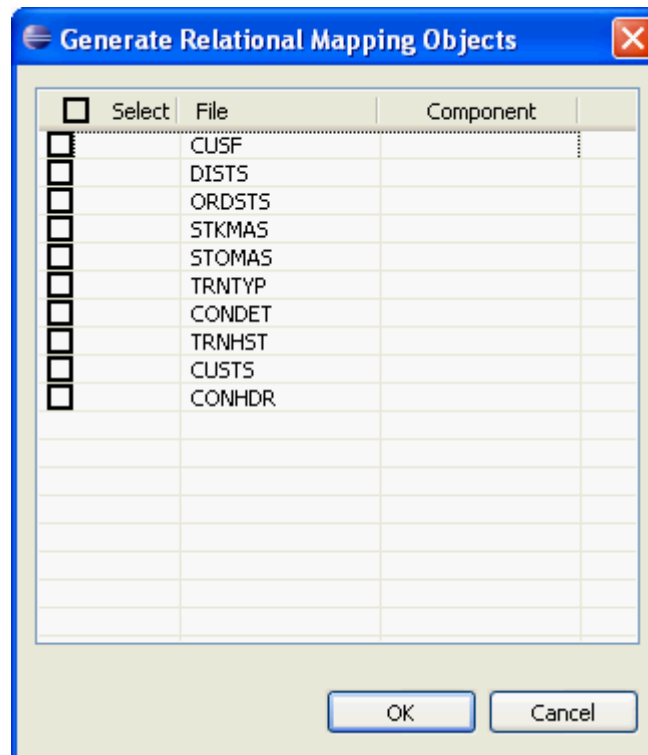 Generate Relational Mapping Objects
Select File Component
CUSF
DISTS
ORDSTS
STKMAS
STOMAS
TRNTYP
CONDET
TRNHST
CUSTS
CONHDR
OK Cancel